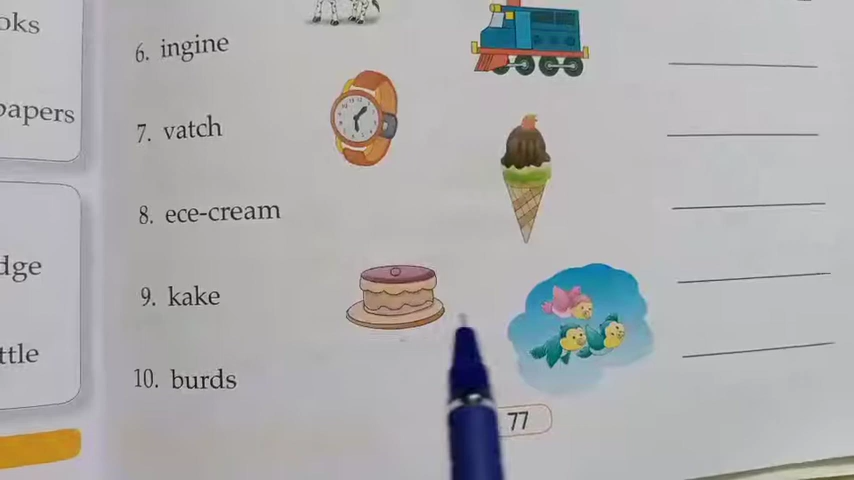 oks
6. ingine
papers
7. vatch
8. ece-cream
dge
9. kake
ttle
10. burds
77